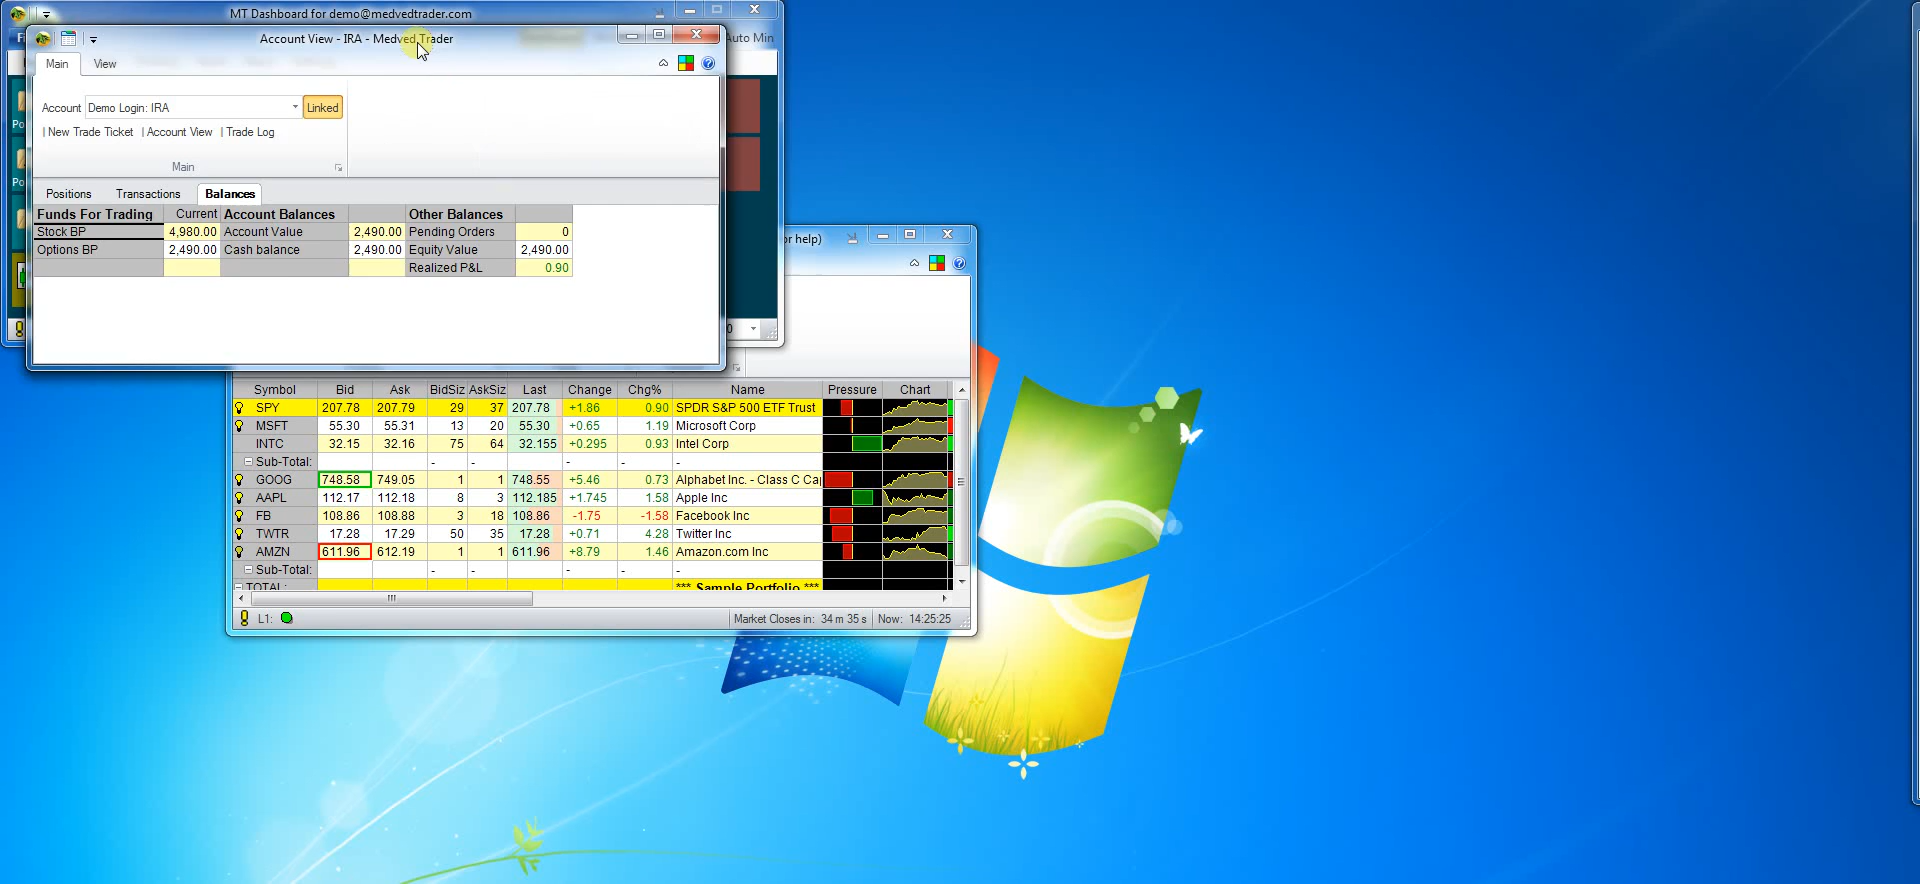 MT Dashboard for demo@medvedtrader.com
Account View - IRA - Medved Trader
Auto Min
Main View
Account Demo Login: IRA Linked
| New Trade Ticket | Account View | Trade Log
Main
Positions Transactions Balances
Funds For Trading Current Account Balances Other Balances
Stock BP 4,980.00 Account Value 2,490.00 Pending Orders 0
Options BP 2,490.00 Cash balance 2,490.00 Equity Value 2,490.00
Realized P&L 0.90
or help)
Symbol Bid Ask BidSiz AskSiz Last Change Chg% Name Pressure Chart
SPY 207.78 207.79 29 37 207.78 +1.86 0.90 SPDR S&P 500 ETF Trust
MSFT 55.30 55.31 13 20 55.30 +0.65 1.19 Microsoft Corp
INTC 32.15 32.16 75 64 32.155 +0.295 0.93 Intel Corp
Sub-Total: - - - - -
GOOG 748.58 749.05 1 1 748.55 +5.46 0.73 Alphabet Inc. - Class C Ca
AAPL 112.17 112.18 8 3 112.185 +1.745 1.58 Apple Inc
FB 108.86 108.88 3 18 108.86 -1.75 -1.58 Facebook Inc
TWTR 17.28 17.29 50 35 17.28 +0.71 4.28 Twitter Inc
AMZN 611.96 612.19 1 1 611.96 +8.79 1.46 Amazon.com Inc
Sub-Total: - - - - -
TOTAL: *** Sample Portfolio ***
L1: Market Closes in: 34 m 35 s Now: 14:25:25